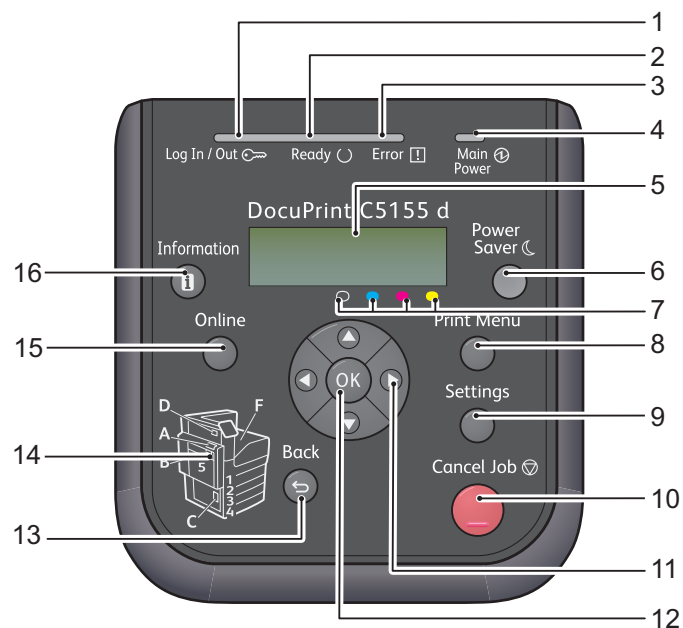 1
2
3
4
Log In / Out
Ready
Error
Main
Power
5
DocuPrint C5155 d
Power
Saver
Information
16
6
7
Online
Print Menu
15
8
OK
Settings
9
D
F
A
14
B
5
Back
1
2
3
4
C
Cancel Job
10
13
11
12